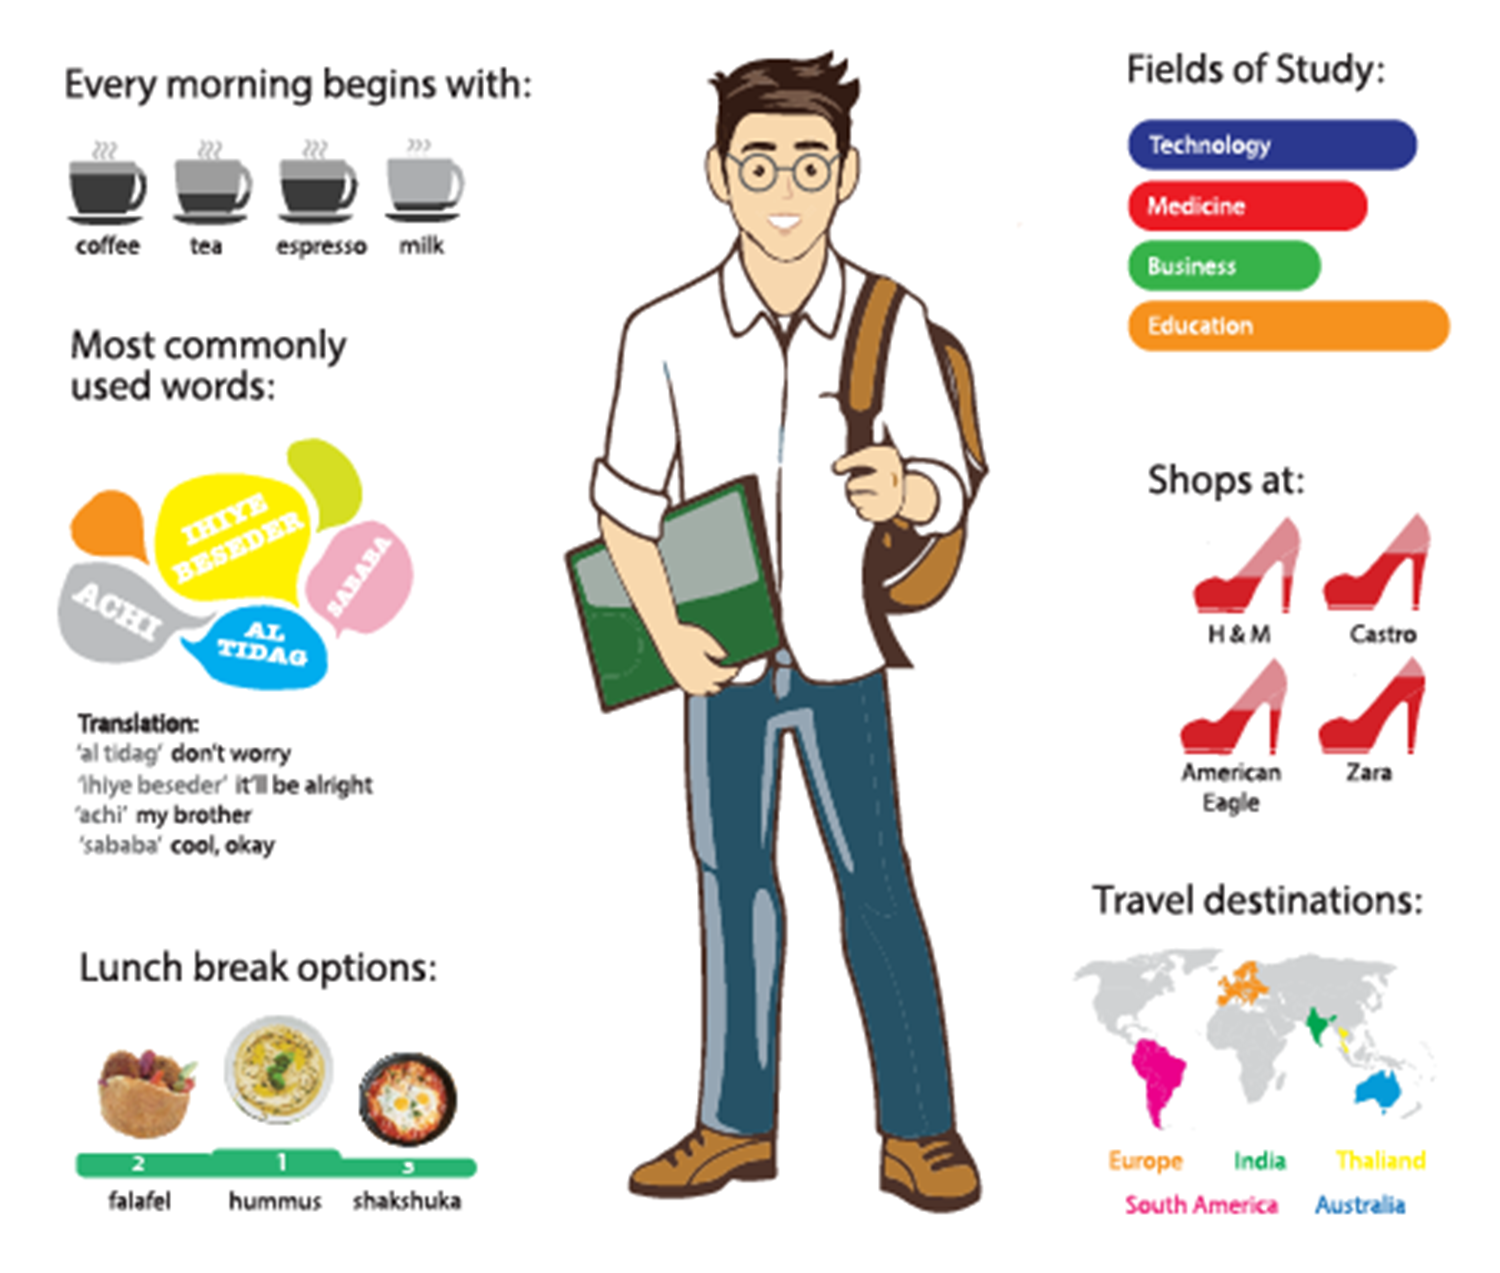 Every morning begins with:
coffee
tea
espresso
milk
Most commonly
used words:
IHIYE
BESEDER
SABABA
ACHI
AL
TIDAG
Translation:
'al tidag' don't worry
'ihiye beseder' it'll be alright
'achi' my brother
'sababa' cool, okay
Lunch break options:
2
1
3
falafel
hummus
shakshuka
Fields of Study:
Technology
Medicine
Business
Education
Shops at:
H & M
Castro
American
Eagle
Zara
Travel destinations:
Europe
India
Thaliand
South America
Australia